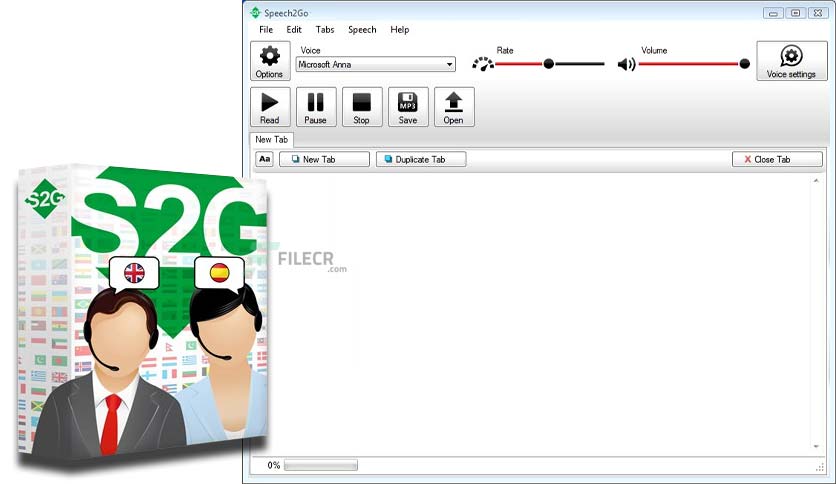 Speech2Go
File Edit Tabs Speech Help
Options
Voice
Microsoft Anna
Rate
Volume
Voice settings
Read
Pause
Stop
MP3
Save
Open
New Tab
Aa
New Tab
Duplicate Tab
X Close Tab
S2G
S2G
FILECR
.com
0%